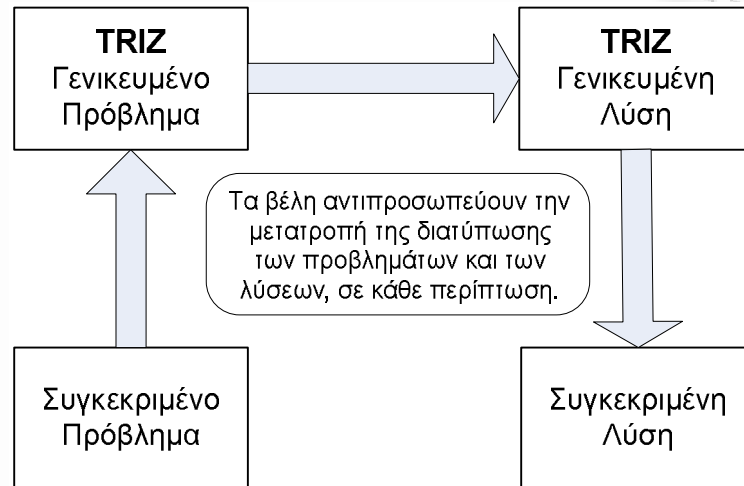 TRIZ
Γενικευμένο
Πρόβλημα
TRIZ
Γενικευμένη
Λύση
Τα βέλη αντιπροσωπεύουν την
μετατροπή της διατύπωσης
των προβλημάτων και των
λύσεων, σε κάθε περίπτωση.
Συγκεκριμένο
Πρόβλημα
Συγκεκριμένη
Λύση